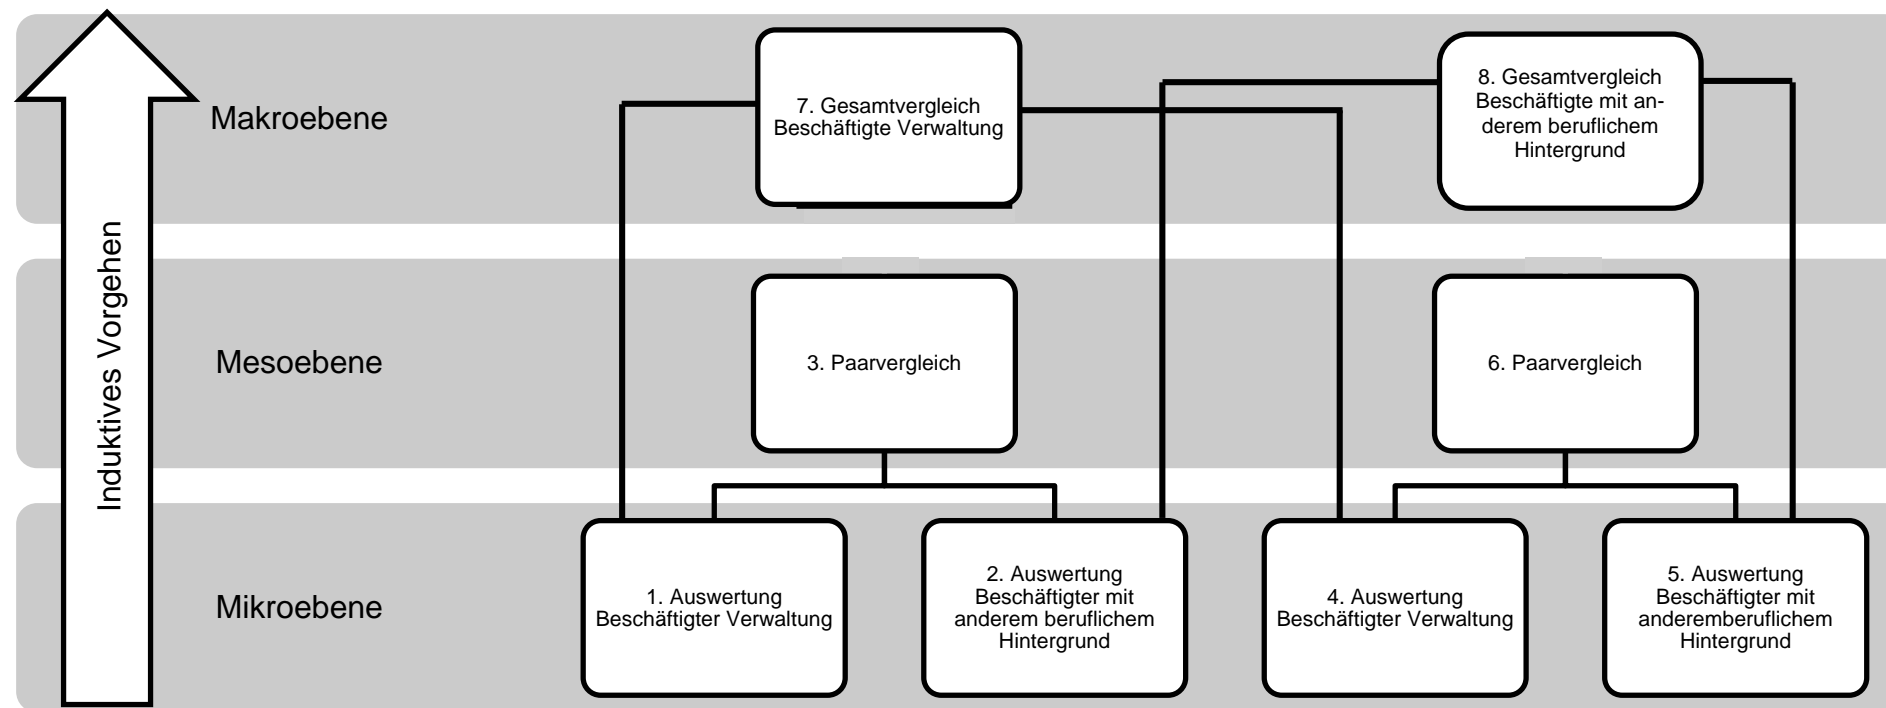 Induktives Vorgehen
Makroebene
7. Gesamtvergleich
Beschäftigte Verwaltung
8. Gesamtvergleich
Beschäftigte mit an-
derem beruflichem
Hintergrund
Mesoebene
3. Paarvergleich
6. Paarvergleich
Mikroebene
1. Auswertung
Beschäftigter Verwaltung
2. Auswertung
Beschäftigter mit
anderem beruflichem
Hintergrund
4. Auswertung
Beschäftigter Verwaltung
5. Auswertung
Beschäftigter mit
anderemberuflichem
Hintergrund